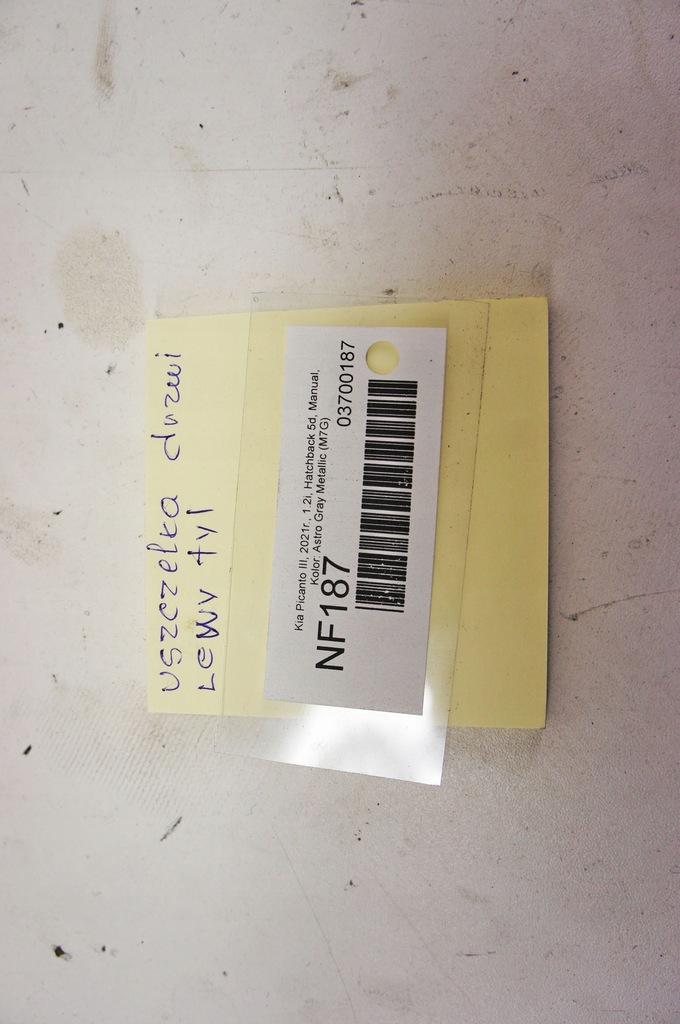 uszczelka drzwi
Lewy tył
Kia Picanto III, 2021r., 1.2i, Hatchback 5d, Manual,
Kolor: Astro Gray Metallic (M7G)
NF187
03700187